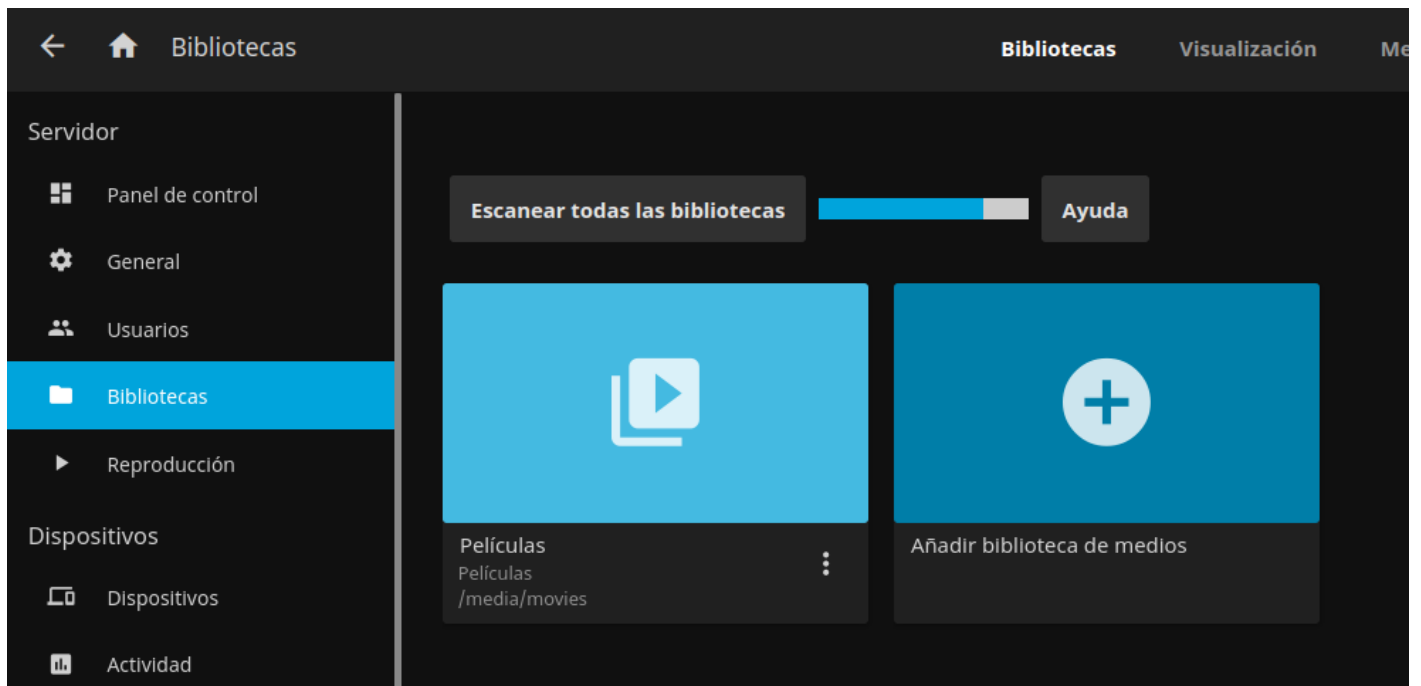 Bibliotecas
Bibliotecas Visualización
Servidor
Panel de control
General
Usuarios
Bibliotecas
Reproducción
Dispositivos
Dispositivos
Actividad
Escanear todas las bibliotecas
Ayuda
Películas
Películas
/media/movies
Añadir biblioteca de medios